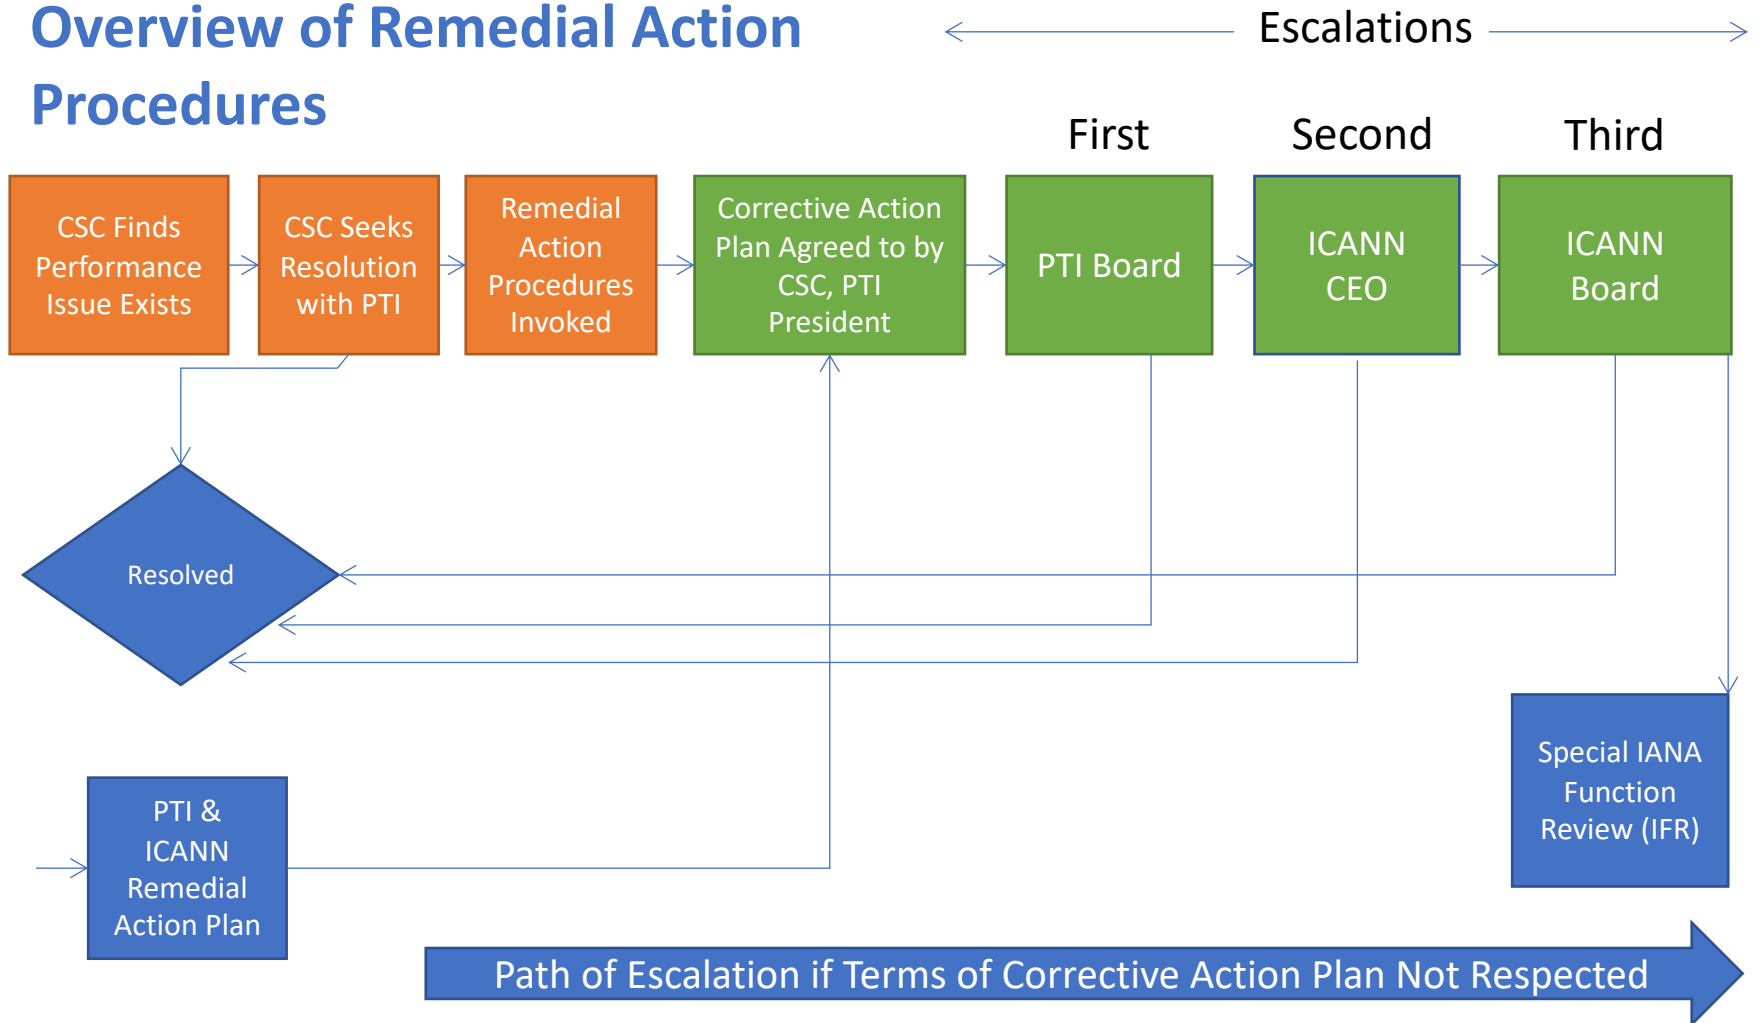 Overview of Remedial Action
Procedures
Escalations
First
Second
Third
CSC Finds
Performance
Issue Exists
CSC Seeks
Resolution
with PTI
Remedial
Action
Procedures
Invoked
Corrective Action
Plan Agreed to by
CSC, PTI
President
PTI Board
ICANN
CEO
ICANN
Board
Resolved
Special IANA
Function
Review (IFR)
PTI &
ICANN
Remedial
Action Plan
Path of Escalation if Terms of Corrective Action Plan Not Respected